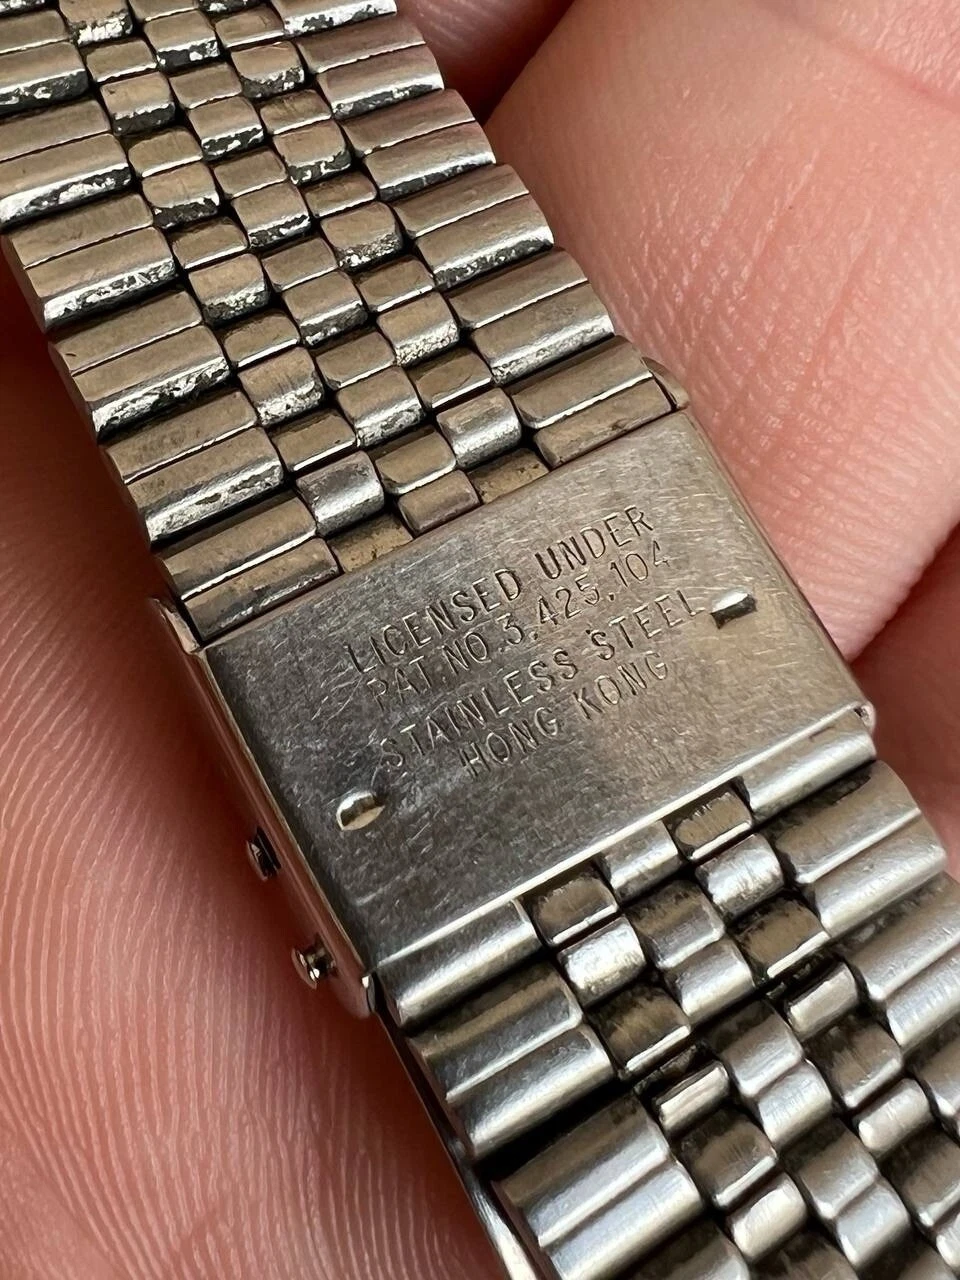 LICENSED UNDER
PAT.NO.3,425,104
STAINLESS STEEL
HONG KONG